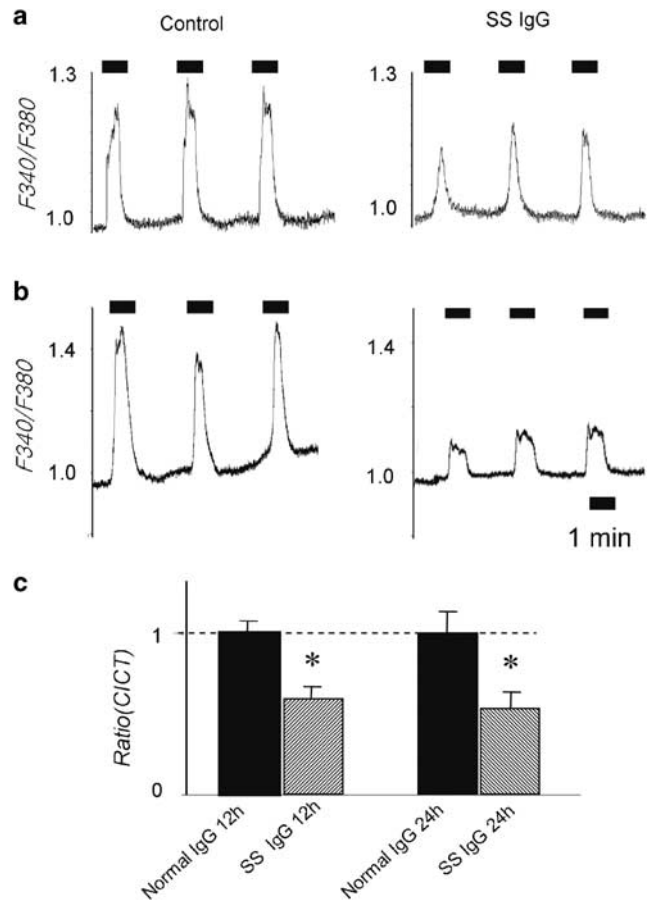 a
Control
SS IgG
1.3
F340/F380
1.0
1.3
1.0
b
1.4
F340/F380
1.0
1.4
1.0
1 min
c
Ratio(CICT)
1
0
*
*
Normal IgG 12h
SS IgG 12h
Normal IgG 24h
SS IgG 24h